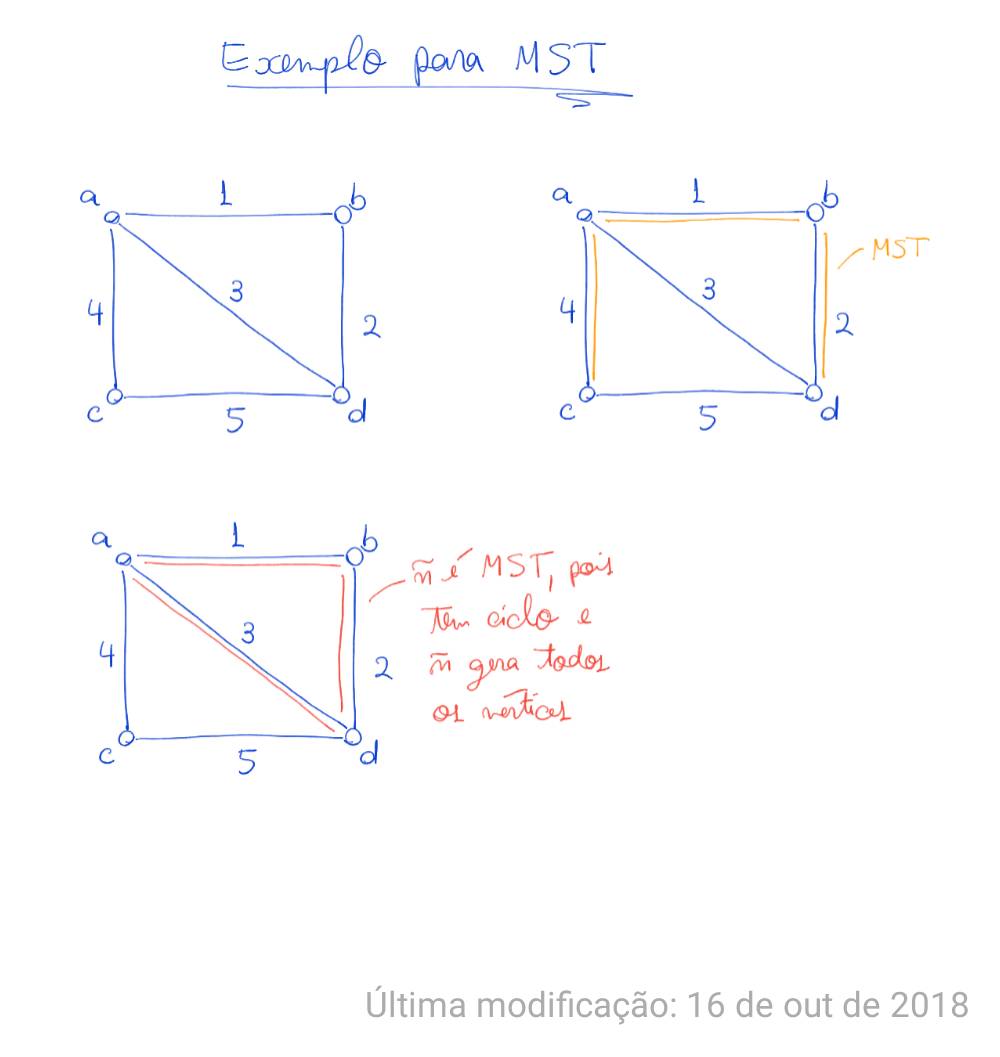 Exemplo para MST
a 1 b
4 3 2
c 5 d
a 1 b
MST
4 3 2
c 5 d
a 1 b
ñ é MST, pois
tem ciclo e
ñ gera todos
os vértices
4 3 2
c 5 d
Última modificação: 16 de out de 2018